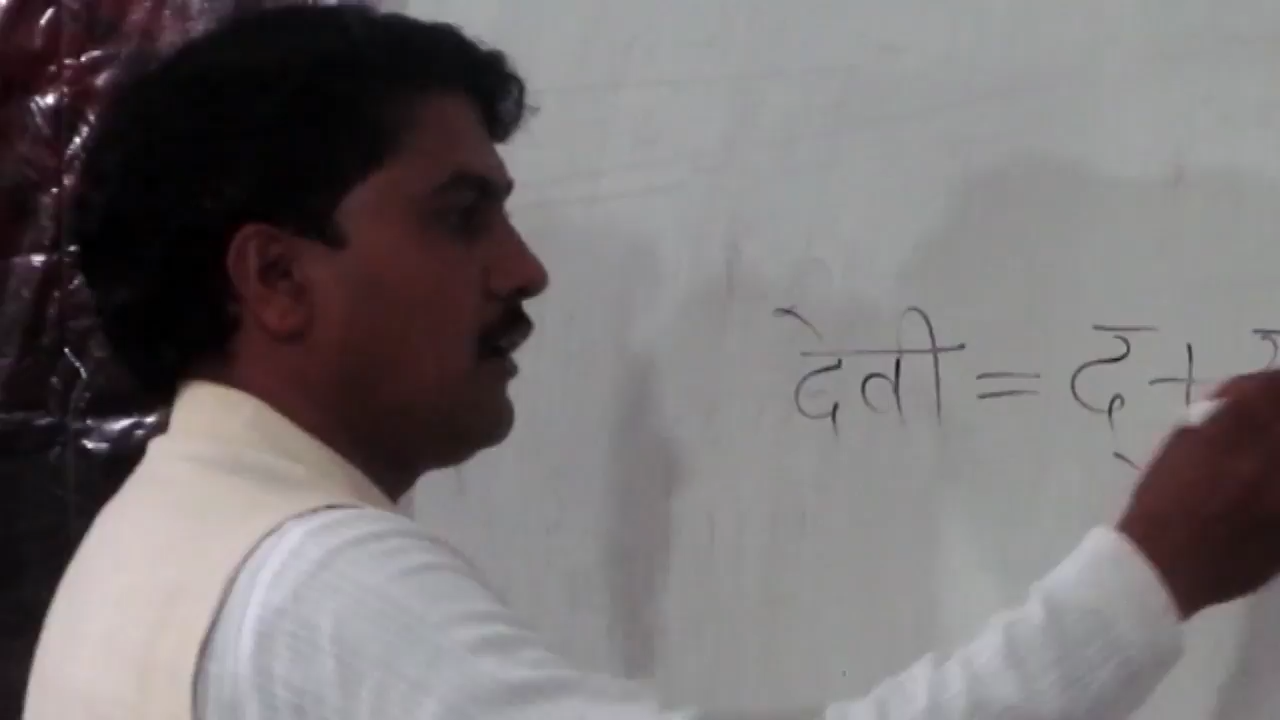 देती = द् +